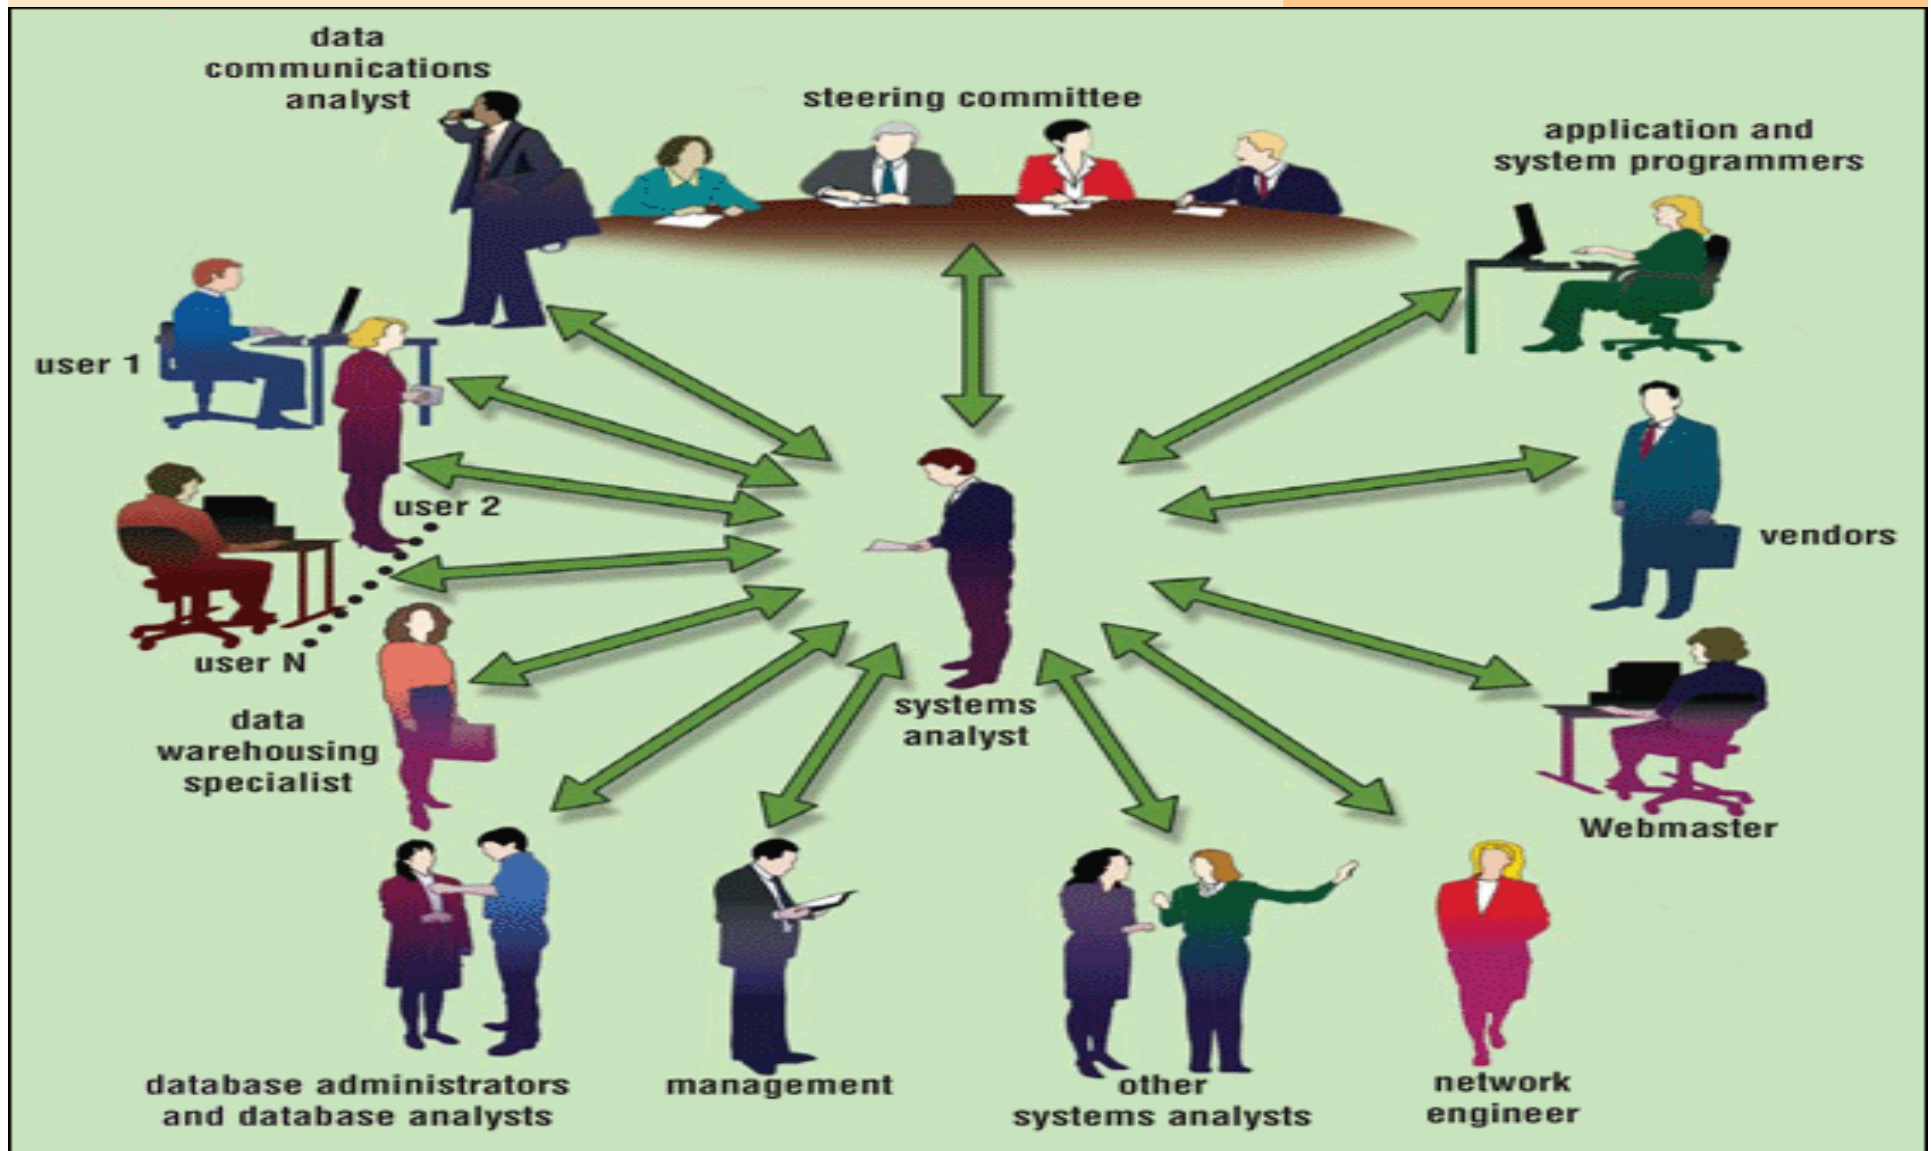 data
communications
analyst
steering committee
application and
system programmers
user 1
user 2
vendors
user N
systems
analyst
data
warehousing
specialist
Webmaster
database administrators
and database analysts
management
other
systems analysts
network
engineer